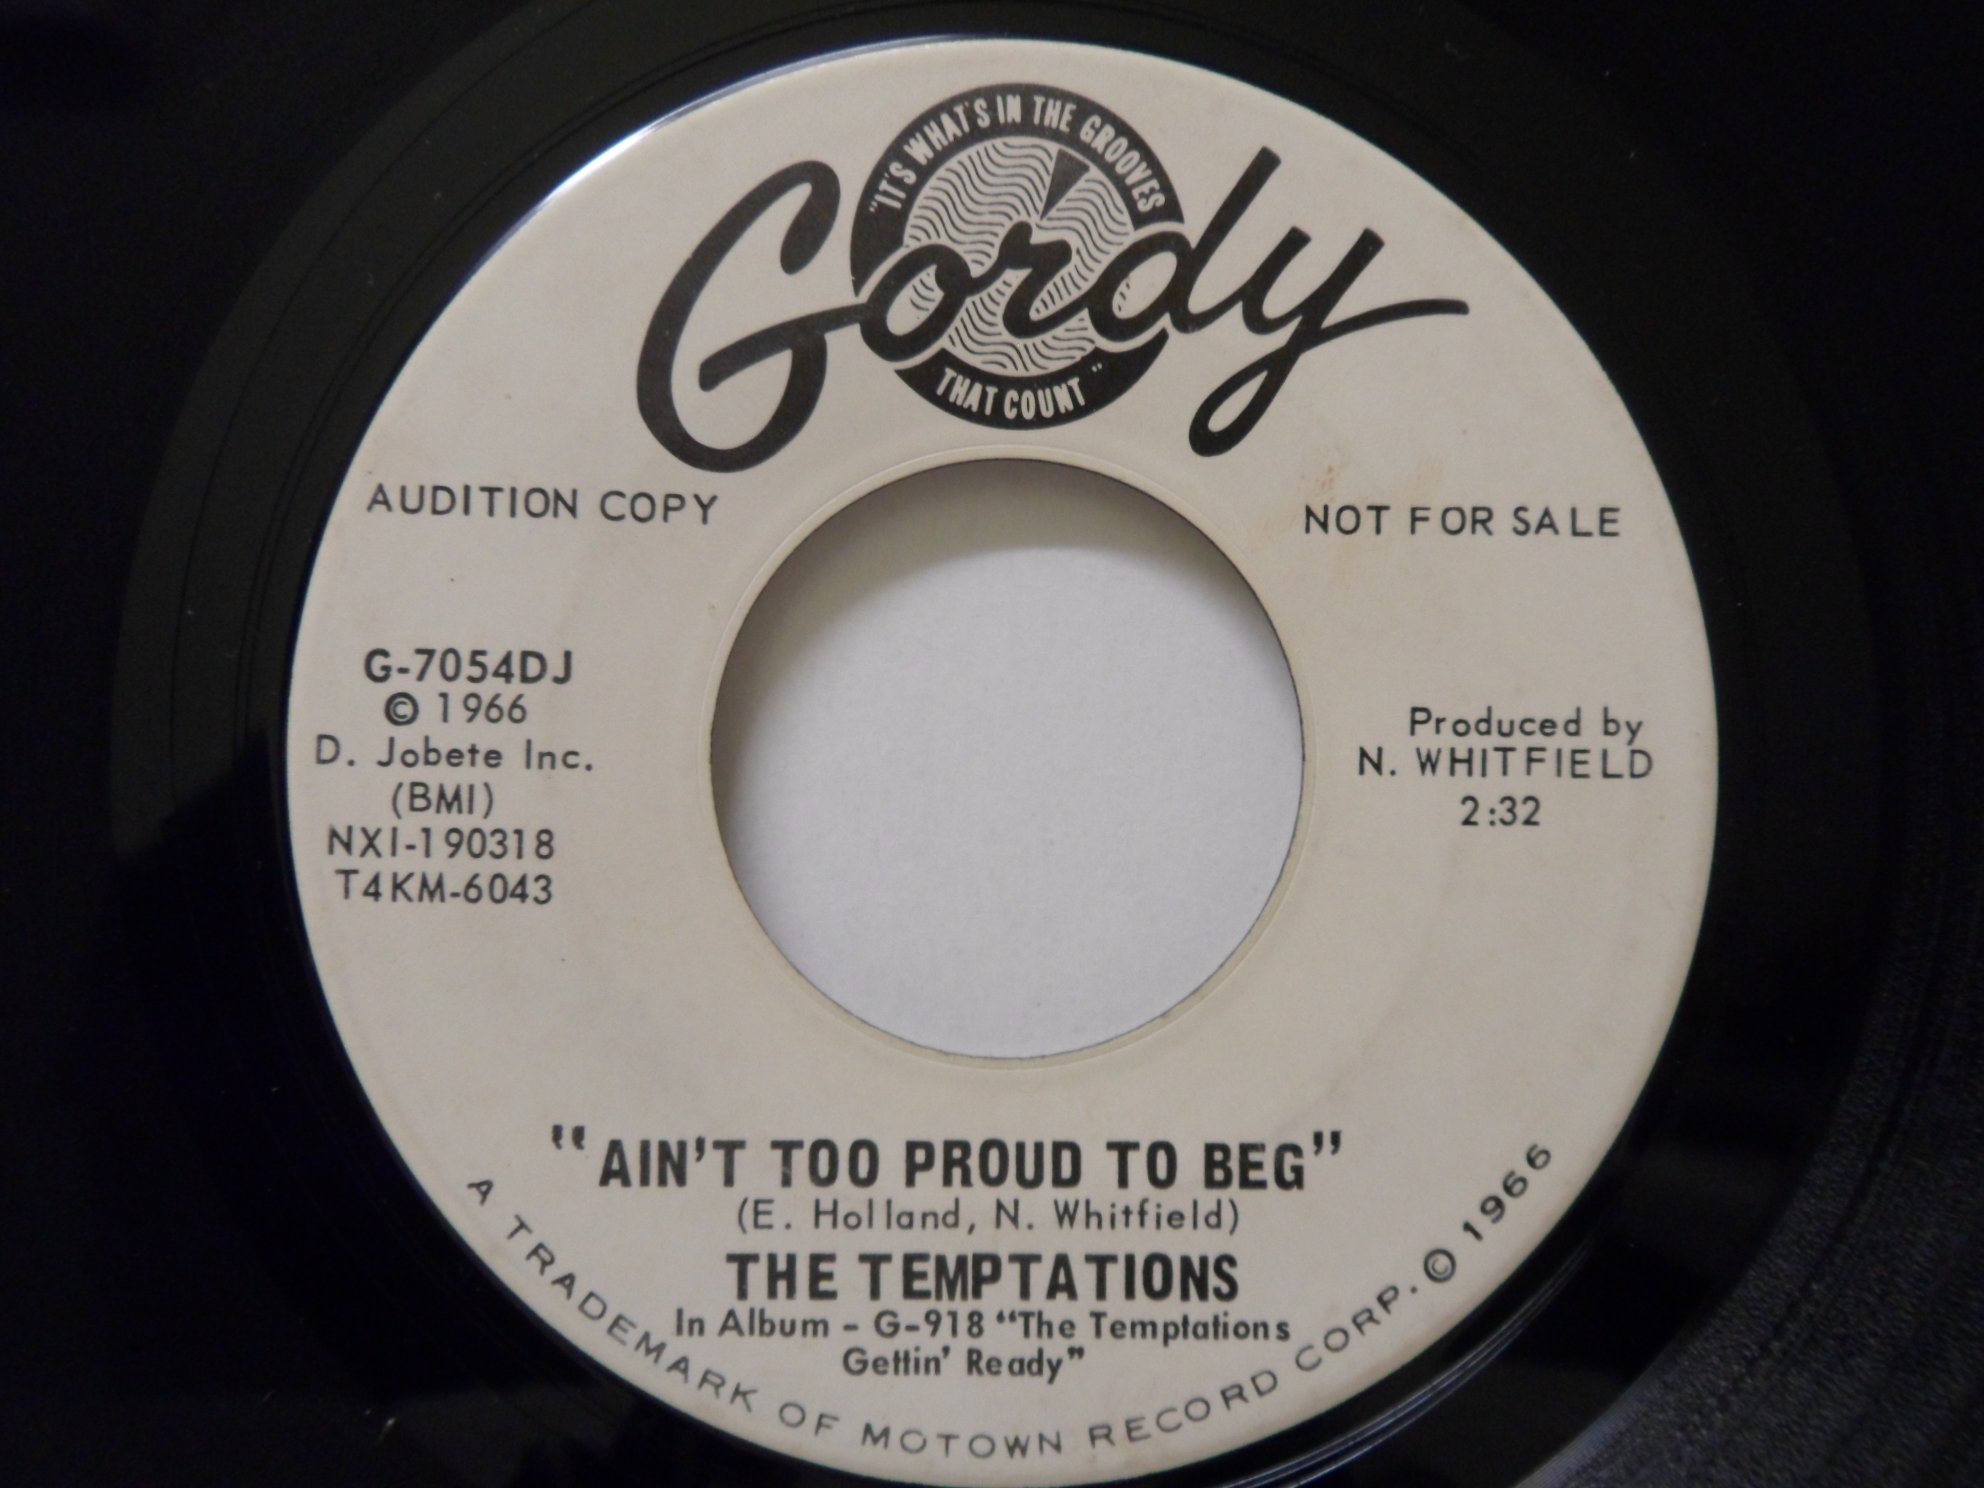 "IT'S WHAT'S IN THE GROOVES
Gordy
THAT COUNT"
AUDITION COPY
NOT FOR SALE
G-7054DJ
© 1966
D. Jobete Inc.
(BMI)
NXI-190318
T4KM-6043
Produced by
N. WHITFIELD
2:32
"AIN'T TOO PROUD TO BEG"
(E. Holland, N. Whitfield)
THE TEMPTATIONS
In Album - G-918 "The Temptations
Gettin' Ready"
A TRADEMARK OF MOTOWN RECORD CORP. © 1966